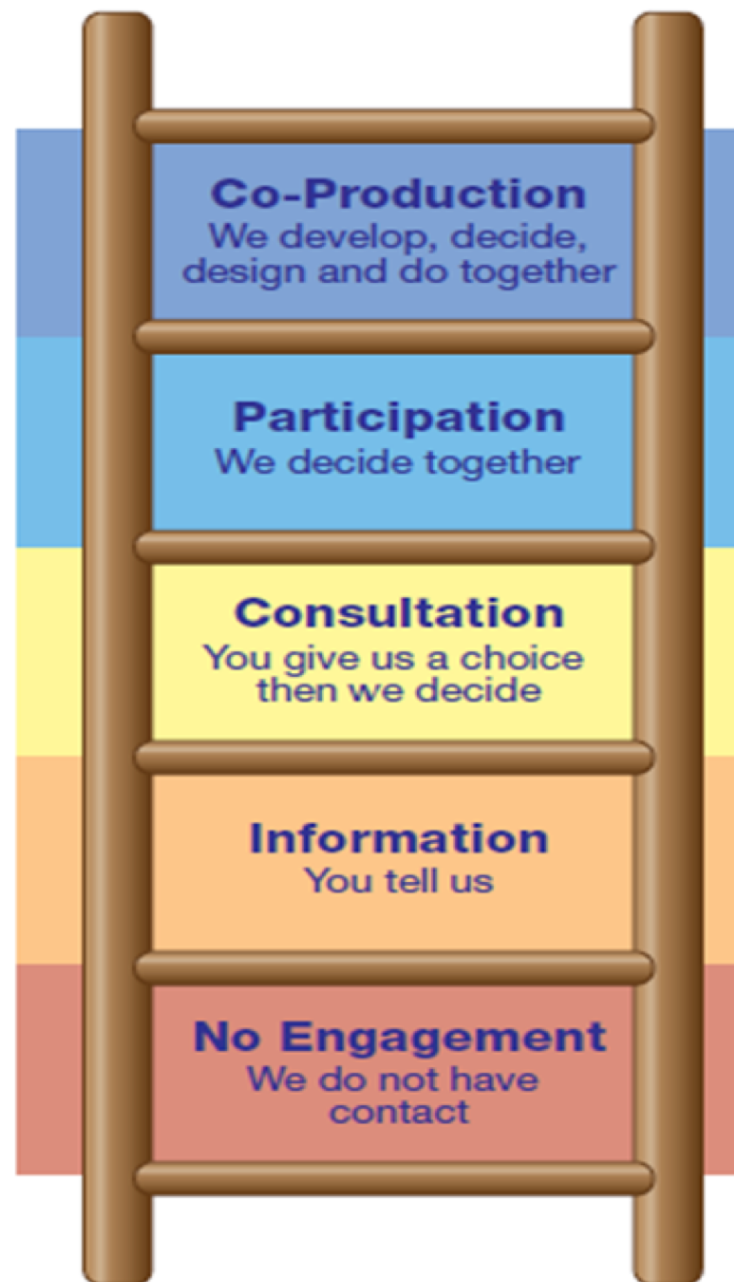 Co-Production
We develop, decide,
design and do together
Participation
We decide together
Consultation
You give us a choice
then we decide
Information
You tell us
No Engagement
We do not have
contact